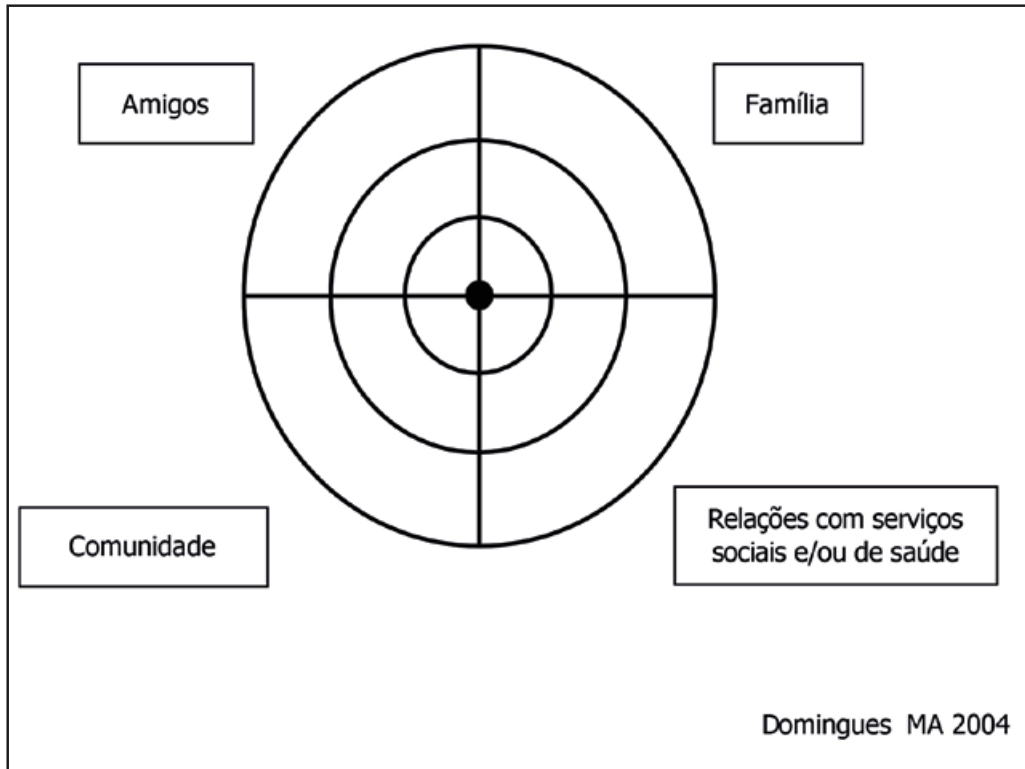 Amigos
Família
Comunidade
Relações com serviços
sociais e/ou de saúde
Domingues MA 2004